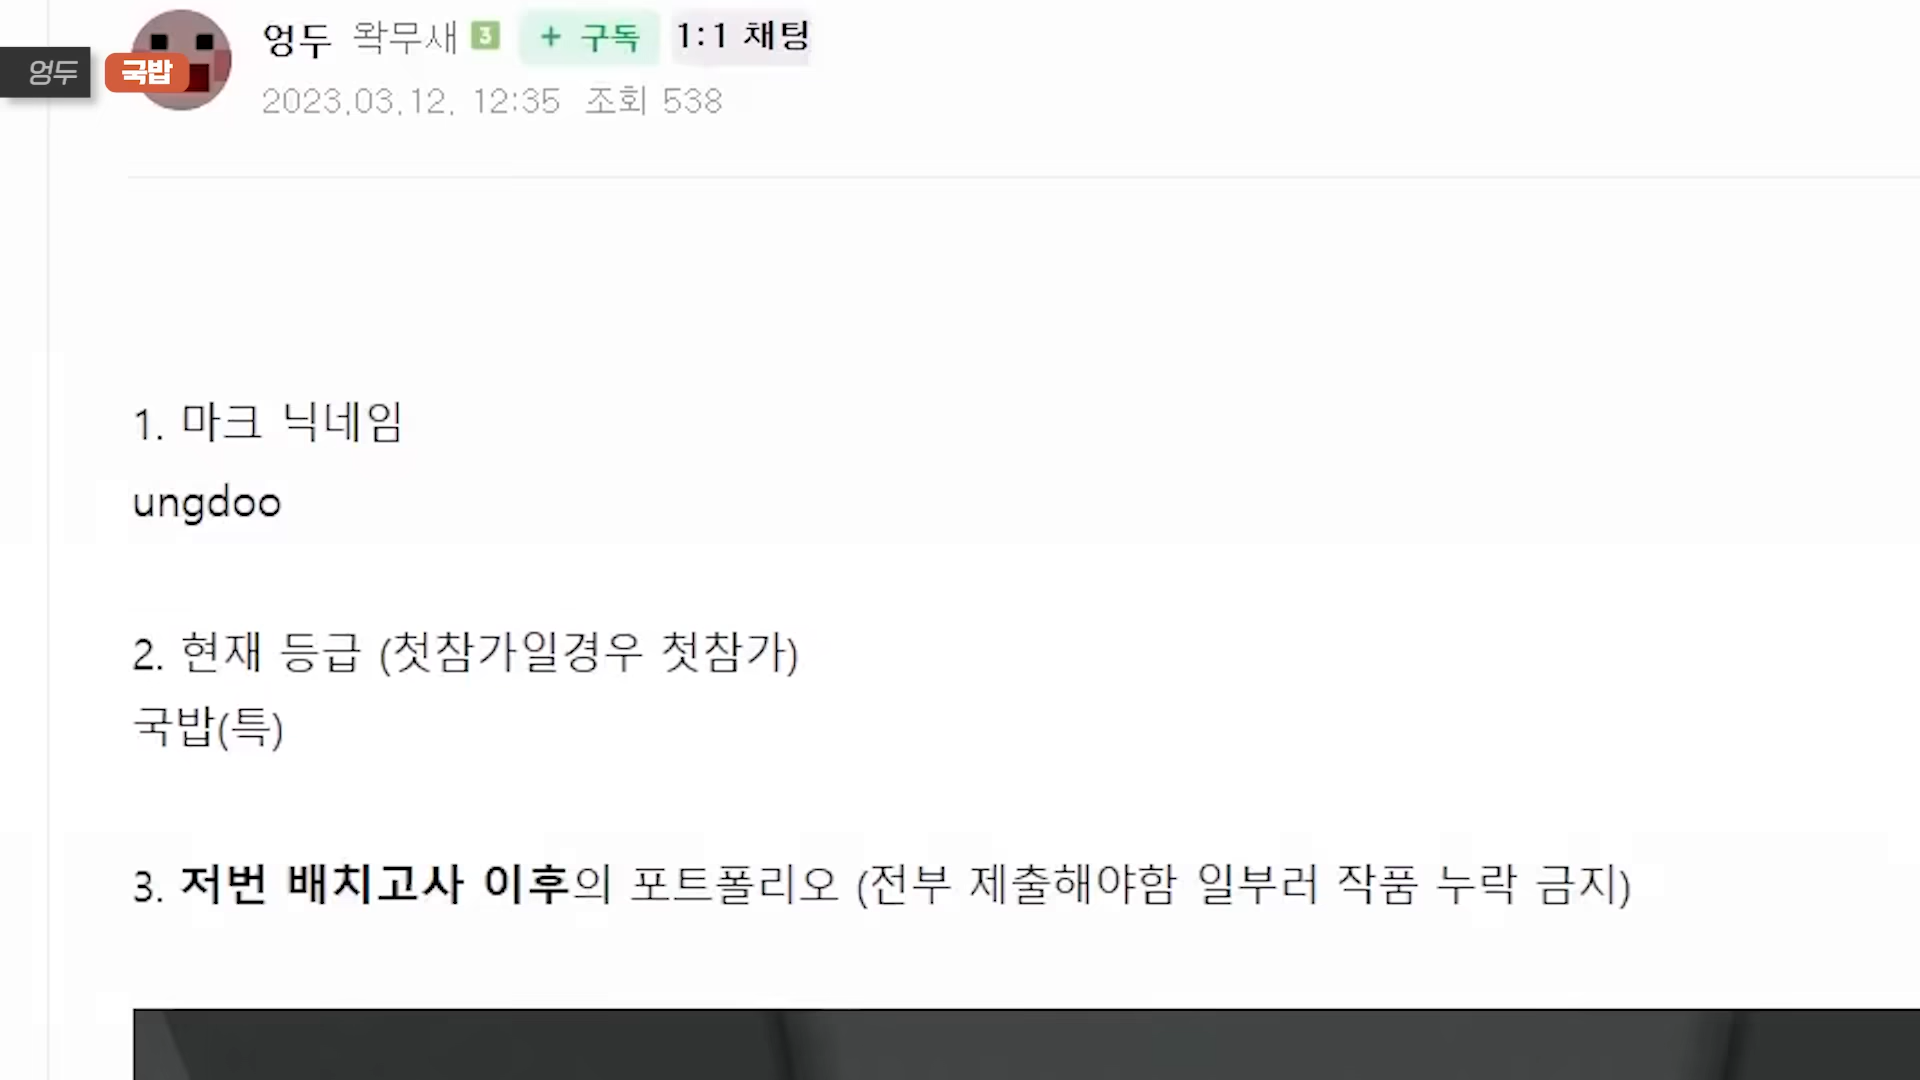 엉두 국밥
엉두 왁무새 3 + 구독 1:1 채팅
2023.03.12. 12:35 조회 538
1. 마크 닉네임
ungdoo
2. 현재 등급 (첫참가일경우 첫참가)
국밥(특)
3. 저번 배치고사 이후의 포트폴리오 (전부 제출해야함 일부러 작품 누락 금지)